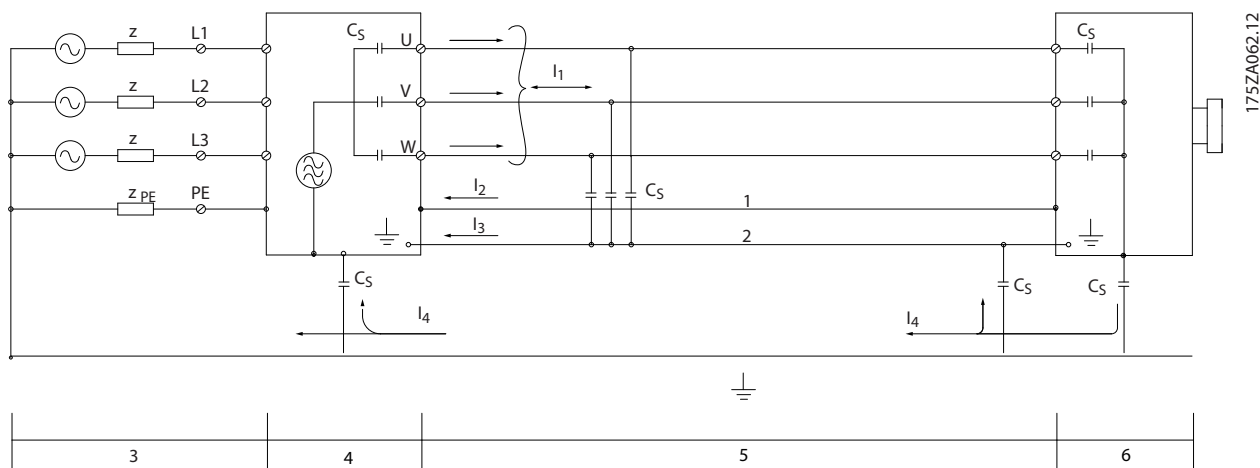 z L1 C_S U C_S
I_1
z L2 V
z L3 W
I_2 C_S 1
z_PE PE
I_3 2
C_S C_S C_S
I_4 I_4
3 4 5 6
175ZA062.12